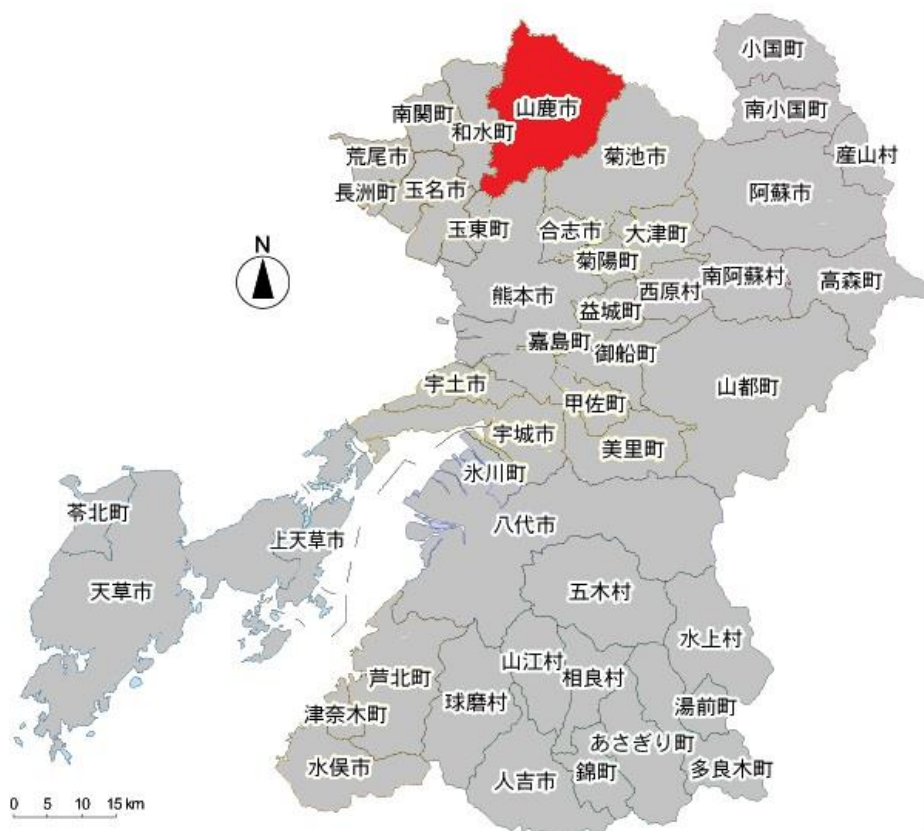 小国町
南小国町
産山村
山鹿市
南関町
和水町
菊池市
荒尾市
長洲町
玉名市
阿蘇市
玉東町
合志市
大津町
菊陽町
N
熊本市
西原村
南阿蘇村
高森町
益城町
嘉島町
御船町
宇土市
山都町
甲佐町
宇城市
美里町
氷川町
苓北町
八代市
上天草市
天草市
五木村
水上村
山江村
相良村
芦北町
球磨村
湯前町
津奈木町
あさぎり町
水俣市
人吉市
錦町
多良木町
0 5 10 15 km